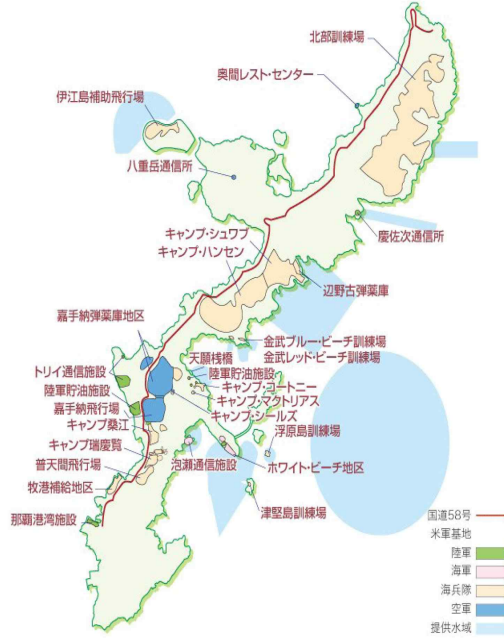 北部訓練場
奥間レスト・センター
伊江島補助飛行場
八重岳通信所
慶佐次通信所
キャンプ・シュワブ
キャンプ・ハンセン
辺野古弾薬庫
嘉手納弾薬庫地区
金武ブルー・ビーチ訓練場
金武レッド・ビーチ訓練場
天願桟橋
トリイ通信施設
陸軍貯油施設
陸軍貯油施設
キャンプ・コートニー
嘉手納飛行場
キャンプ・マクトリアス
キャンプ桑江
キャンプ・シールズ
浮原島訓練場
キャンプ瑞慶覧
泡瀬通信施設
ホワイト・ビーチ地区
普天間飛行場
牧港補給地区
津堅島訓練場
那覇港湾施設
国道58号
米軍基地
陸軍
海軍
海兵隊
空軍
提供水域